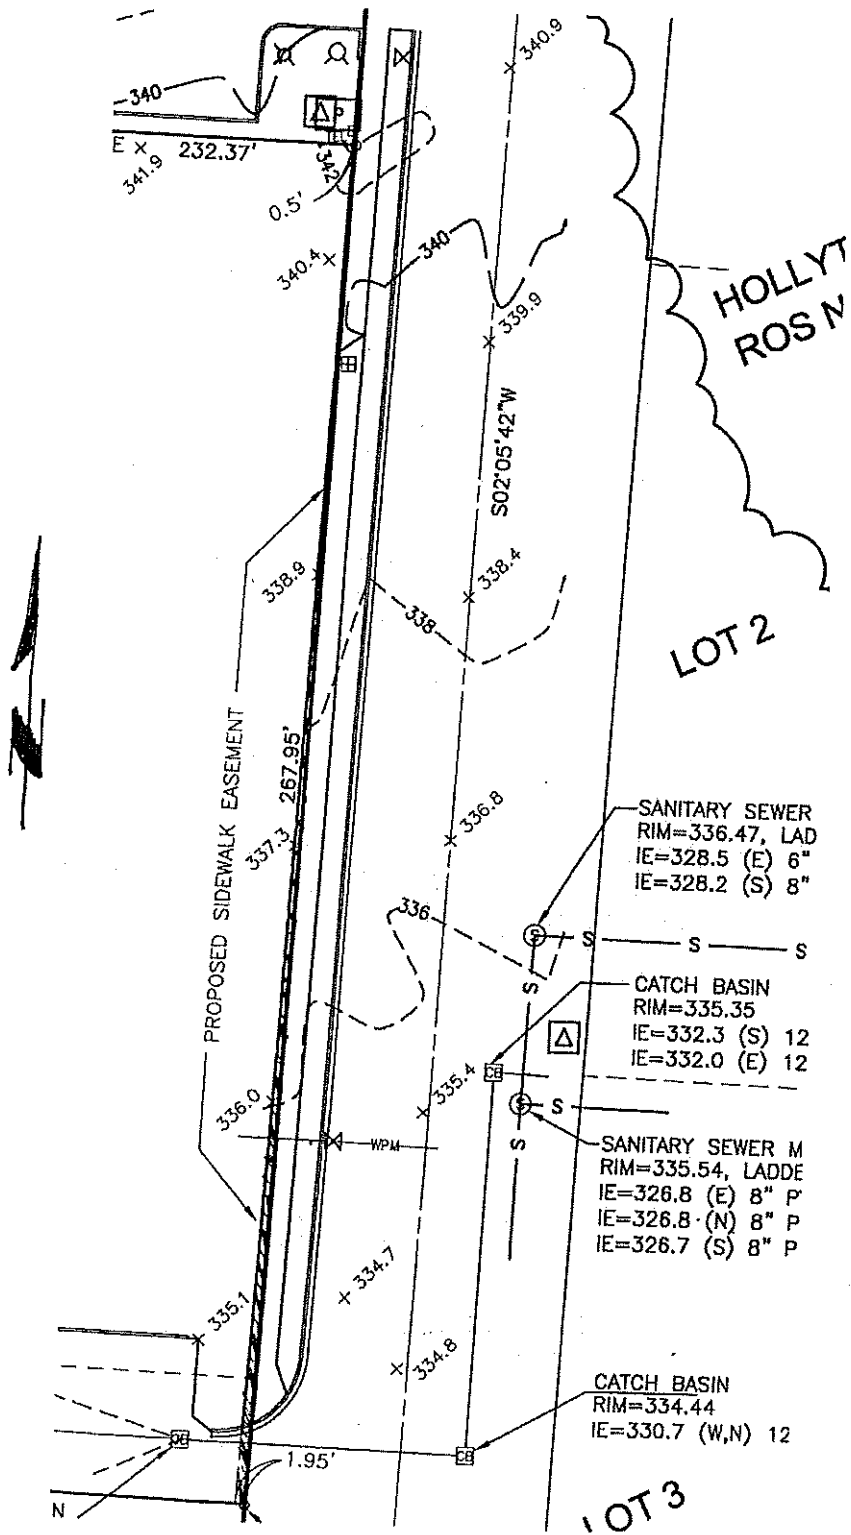 340.9
340
P
E
232.37'
342
341.9
0.5'
340
340.4
HOLLYT
ROS M
339.9
S02°05'42"W
338.9
338.4
338
LOT 2
PROPOSED SIDEWALK EASEMENT
267.95'
336.8
337.3
SANITARY SEWER
RIM=336.47, LAD
IE=328.5 (E) 6"
IE=328.2 (S) 8"
336
S
S
S
S
S
CATCH BASIN
RIM=335.35
IE=332.3 (S) 12
IE=332.0 (E) 12
CB
335.4
336.0
S
S
S
WPM
SANITARY SEWER M
RIM=335.54, LADDE
IE=326.8 (E) 8" P
IE=326.8 (N) 8" P
IE=326.7 (S) 8" P
334.7
335.1
334.8
CATCH BASIN
RIM=334.44
IE=330.7 (W,N) 12
CB
1.95'
N
LOT 3